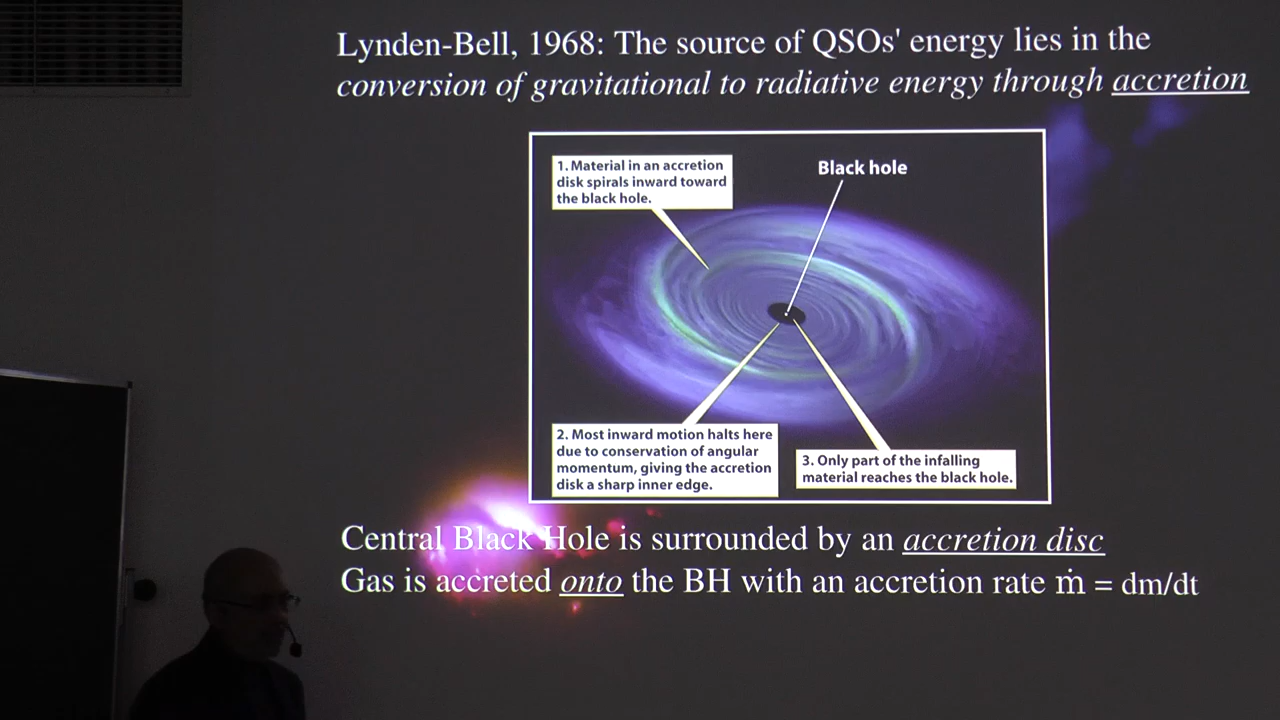 Lynden-Bell, 1968: The source of QSOs' energy lies in the
conversion of gravitational to radiative energy through accretion
1. Material in an accretion
disk spirals inward toward
the black hole.
Black hole
2. Most inward motion halts here
due to conservation of angular
momentum, giving the accretion
disk a sharp inner edge.
3. Only part of the infalling
material reaches the black hole.
Central Black Hole is surrounded by an accretion disc
Gas is accreted onto the BH with an accretion rate ṁ = dm/dt